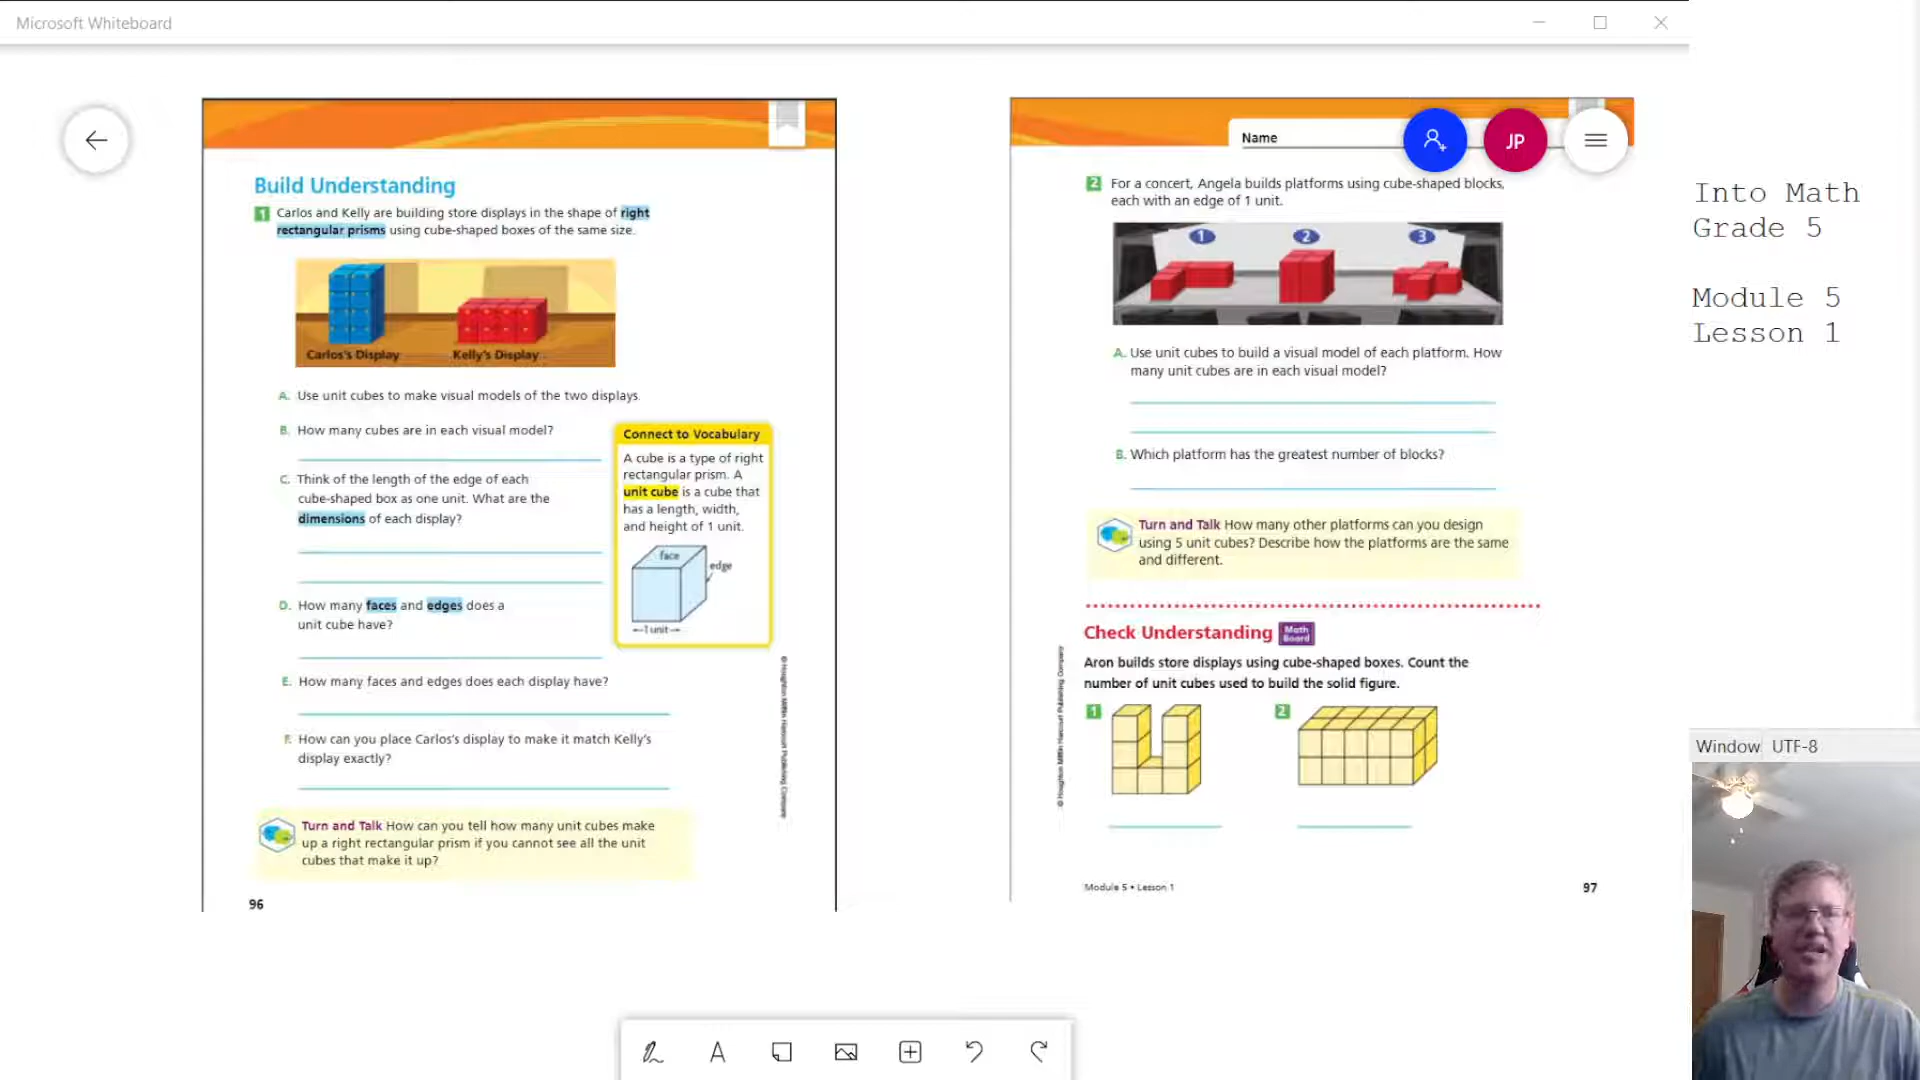 Microsoft Whiteboard
Build Understanding
1 Carlos and Kelly are building store displays in the shape of right
rectangular prisms using cube-shaped boxes of the same size.
Carlos's Display
Kelly's Display
A. Use unit cubes to make visual models of the two displays.
B. How many cubes are in each visual model?
C. Think of the length of the edge of each
cube-shaped box as one unit. What are the
dimensions of each display?
D. How many faces and edges does a
unit cube have?
E. How many faces and edges does each display have?
F. How can you place Carlos's display to make it match Kelly's
display exactly?
Connect to Vocabulary
A cube is a type of right
rectangular prism. A
unit cube is a cube that
has a length, width,
and height of 1 unit.
face
edge
1 unit
Turn and Talk How can you tell how many unit cubes make
up a right rectangular prism if you cannot see all the unit
cubes that make it up?
© Houghton Mifflin Harcourt Publishing Company
96
Name
JP
2 For a concert, Angela builds platforms using cube-shaped blocks,
each with an edge of 1 unit.
1
2
3
A. Use unit cubes to build a visual model of each platform. How
many unit cubes are in each visual model?
B. Which platform has the greatest number of blocks?
Turn and Talk How many other platforms can you design
using 5 unit cubes? Describe how the platforms are the same
and different.
Check Understanding
Math
Board
Aron builds store displays using cube-shaped boxes. Count the
number of unit cubes used to build the solid figure.
1
2
© Houghton Mifflin Harcourt Publishing Company
Module 5 • Lesson 1
97
Into Math
Grade 5
Module 5
Lesson 1
Window
UTF-8